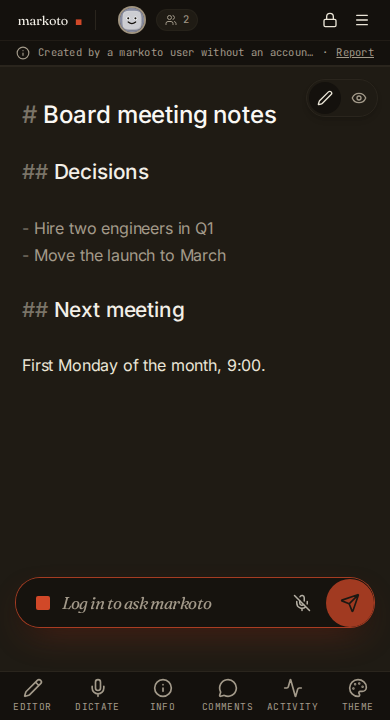 markoto
2
Created by a markoto user without an accoun… · Report
# Board meeting notes
## Decisions
- Hire two engineers in Q1
- Move the launch to March
## Next meeting
First Monday of the month, 9:00.
Log in to ask markoto
EDITOR DICTATE INFO COMMENTS ACTIVITY THEME